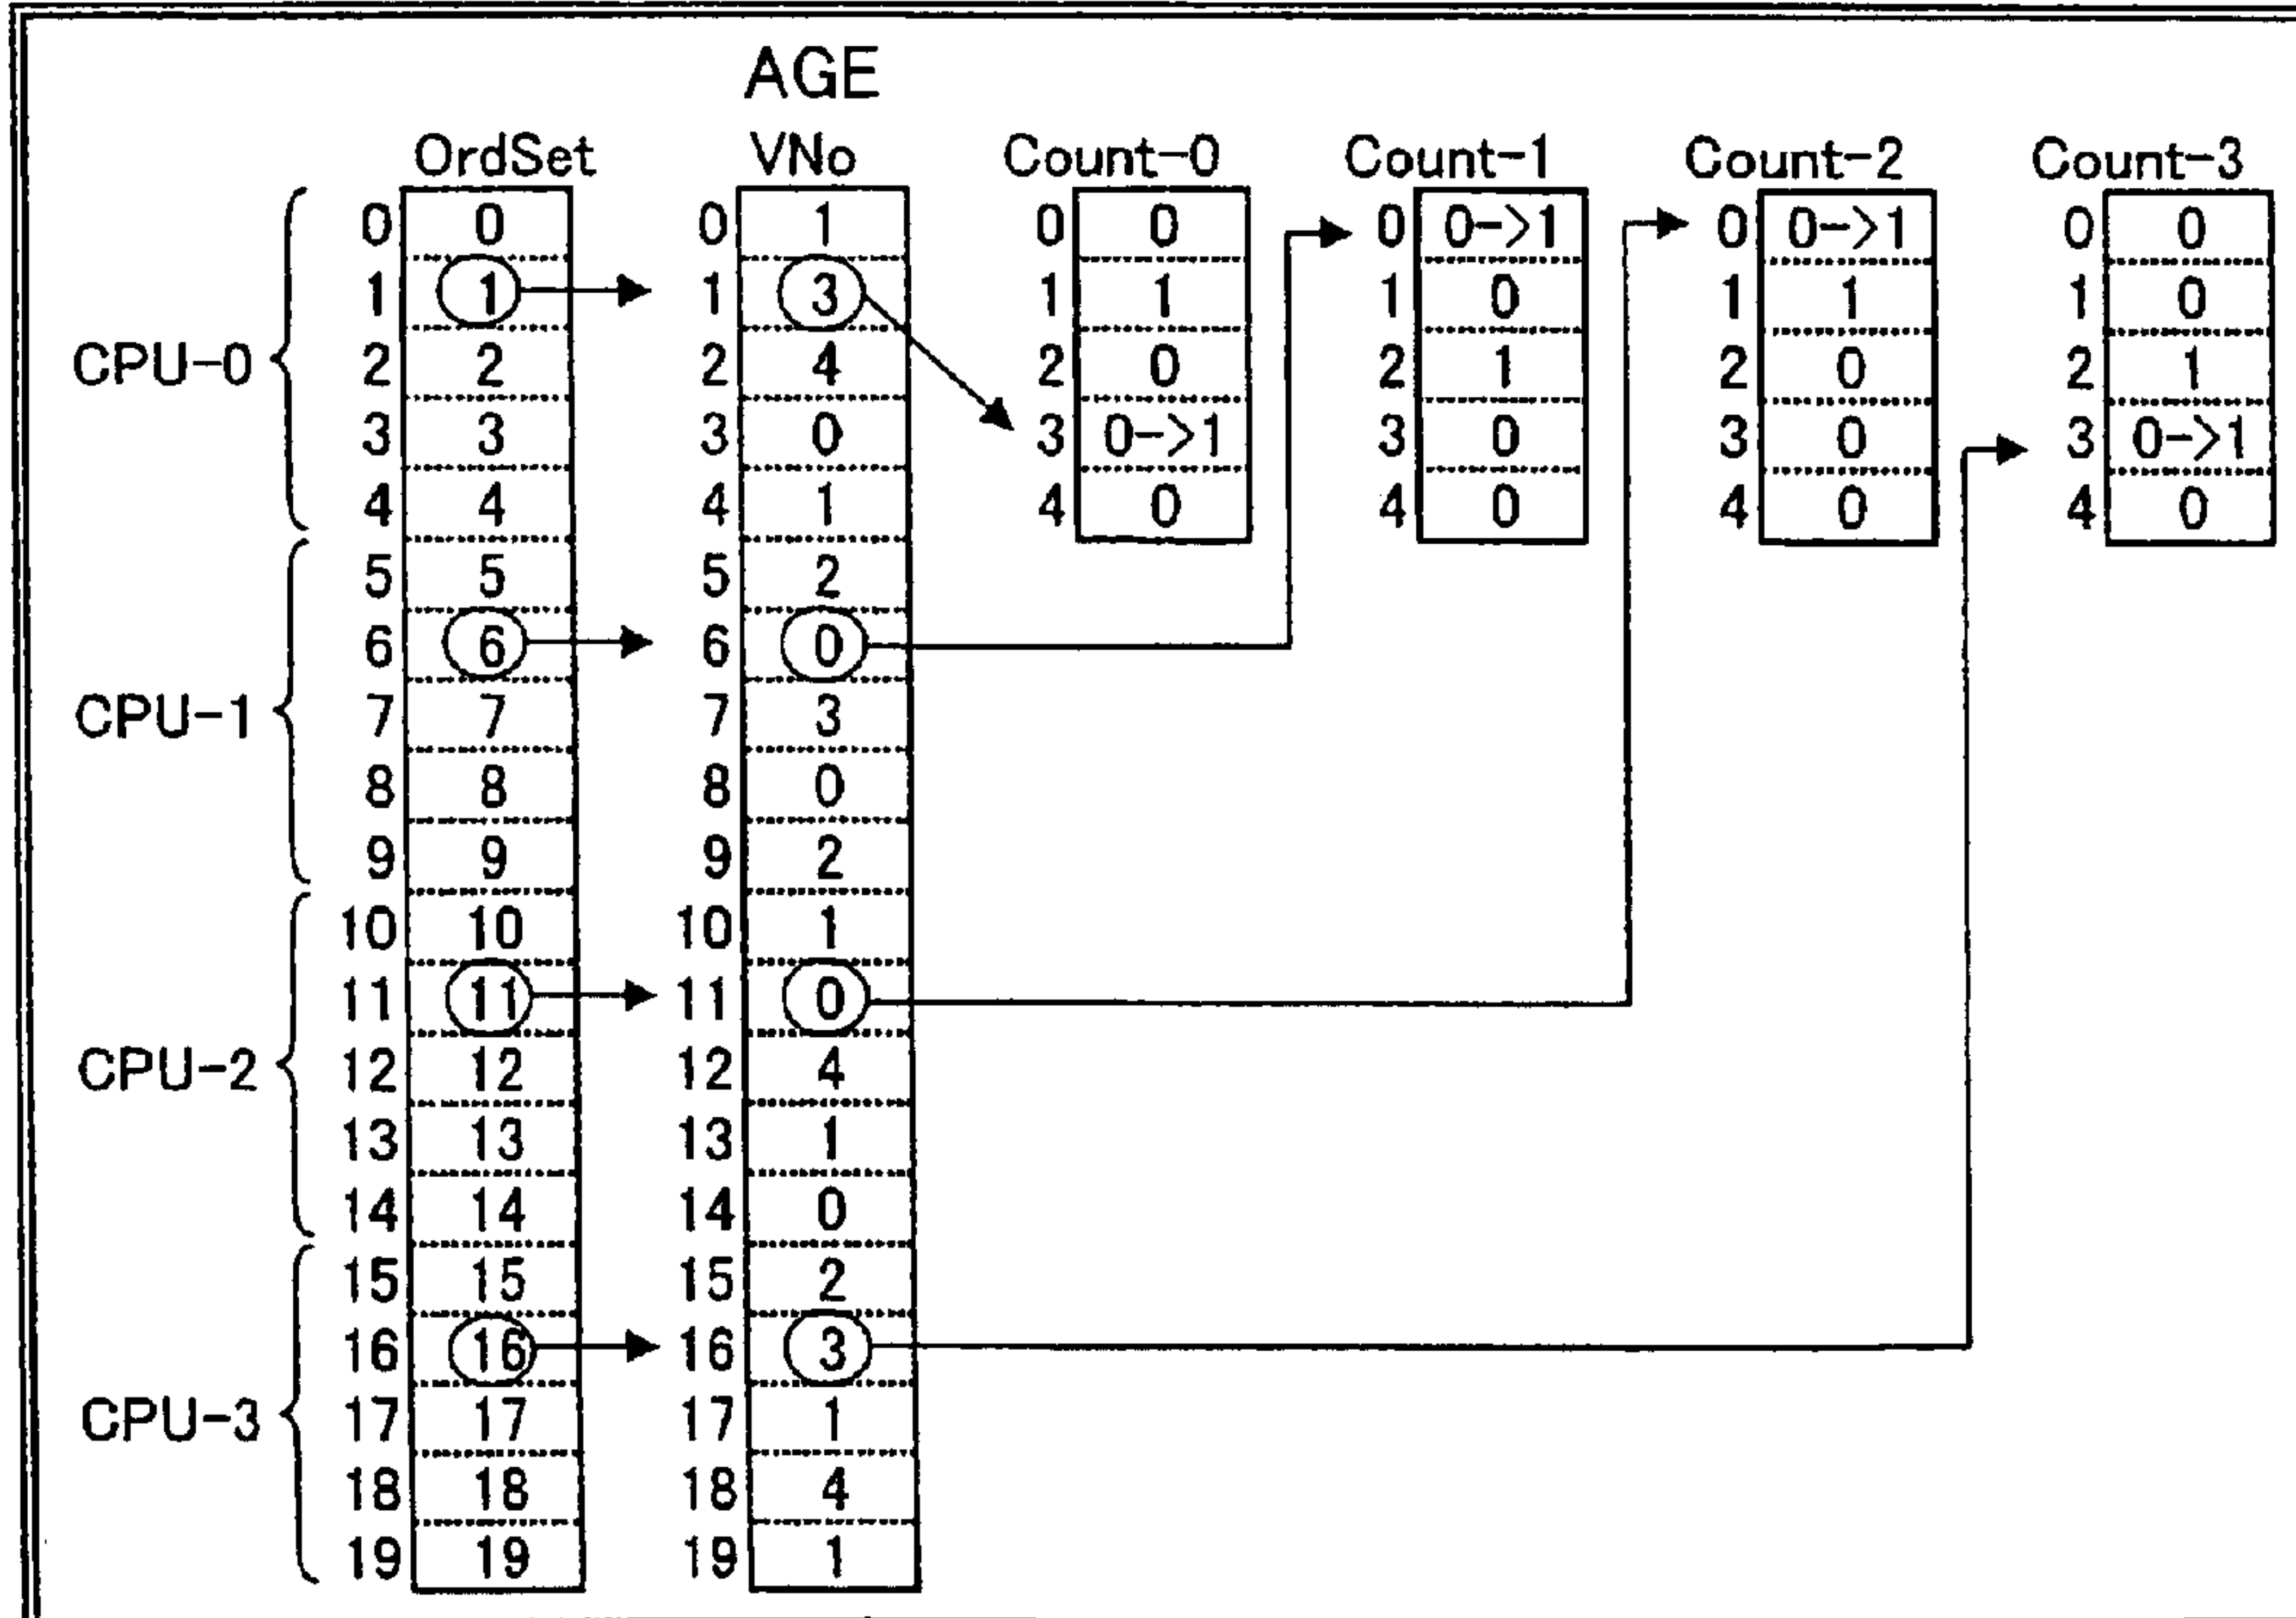 AGE
OrdSet VNo Count-0 Count-1 Count-2 Count-3
0 0 0 1 0 0 0 0->1 0 0->1 0 0
1 1 1 3 1 1 1 0 1 1 1 0
CPU-0 2 2 2 4 2 0 2 1 2 0 2 1
3 3 3 0 3 0->1 3 0 3 0 3 0->1
4 4 4 1 4 0 4 0 4 0 4 0
5 5 5 2
6 6 6 0
CPU-1 7 7 7 3
8 8 8 0
9 9 9 2
10 10 10 1
11 11 11 0
CPU-2 12 12 12 4
13 13 13 1
14 14 14 0
15 15 15 2
16 16 16 3
CPU-3 17 17 17 1
18 18 18 4
19 19 19 1